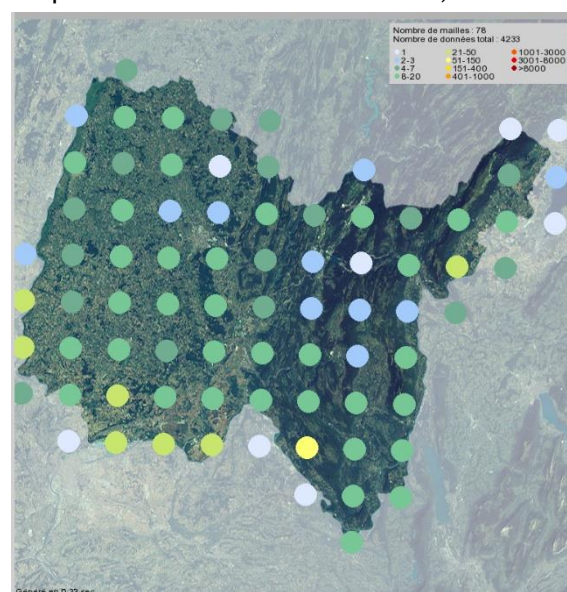 Nombre de mailles : 78
Nombre de données total : 4233
1 21-50 1001-3000
2-3 51-150 3001-8000
4-7 151-400 >8000
8-20 401-1000